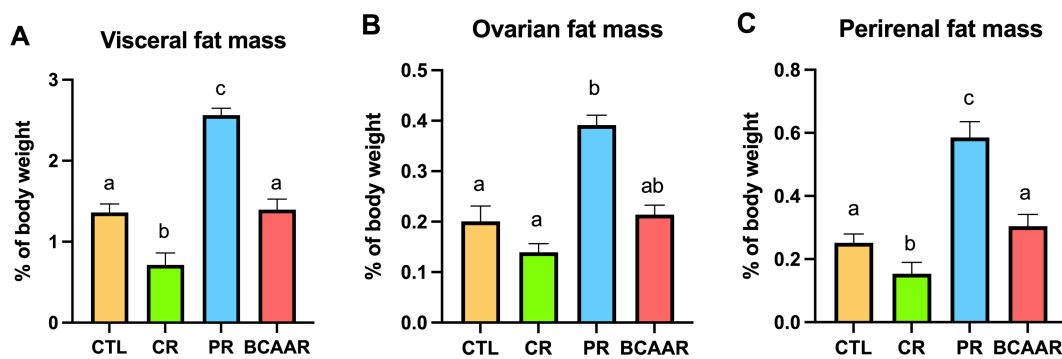 A
Visceral fat mass
% of body weight
3
2
1
0
a
b
c
a
CTL CR PR BCAAR
B
Ovarian fat mass
% of body weight
0.5
0.4
0.3
0.2
0.1
0.0
a
a
b
ab
CTL CR PR BCAAR
C
Perirenal fat mass
% of body weight
0.8
0.6
0.4
0.2
0.0
a
b
c
a
CTL CR PR BCAAR